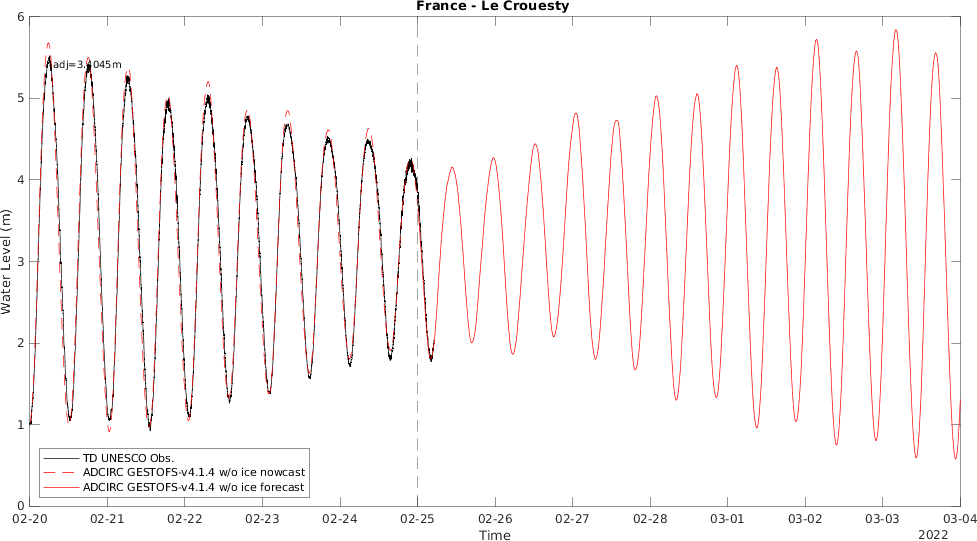 France - Le Crouesty
adj=3.
045m
Water Level (m)
6
5
4
3
2
1
0
TD UNESCO Obs.
ADCIRC GESTOFS-v4.1.4 w/o ice nowcast
ADCIRC GESTOFS-v4.1.4 w/o ice forecast
02-20 02-21 02-22 02-23 02-24 02-25 02-26 02-27 02-28 03-01 03-02 03-03 03-04
Time
2022